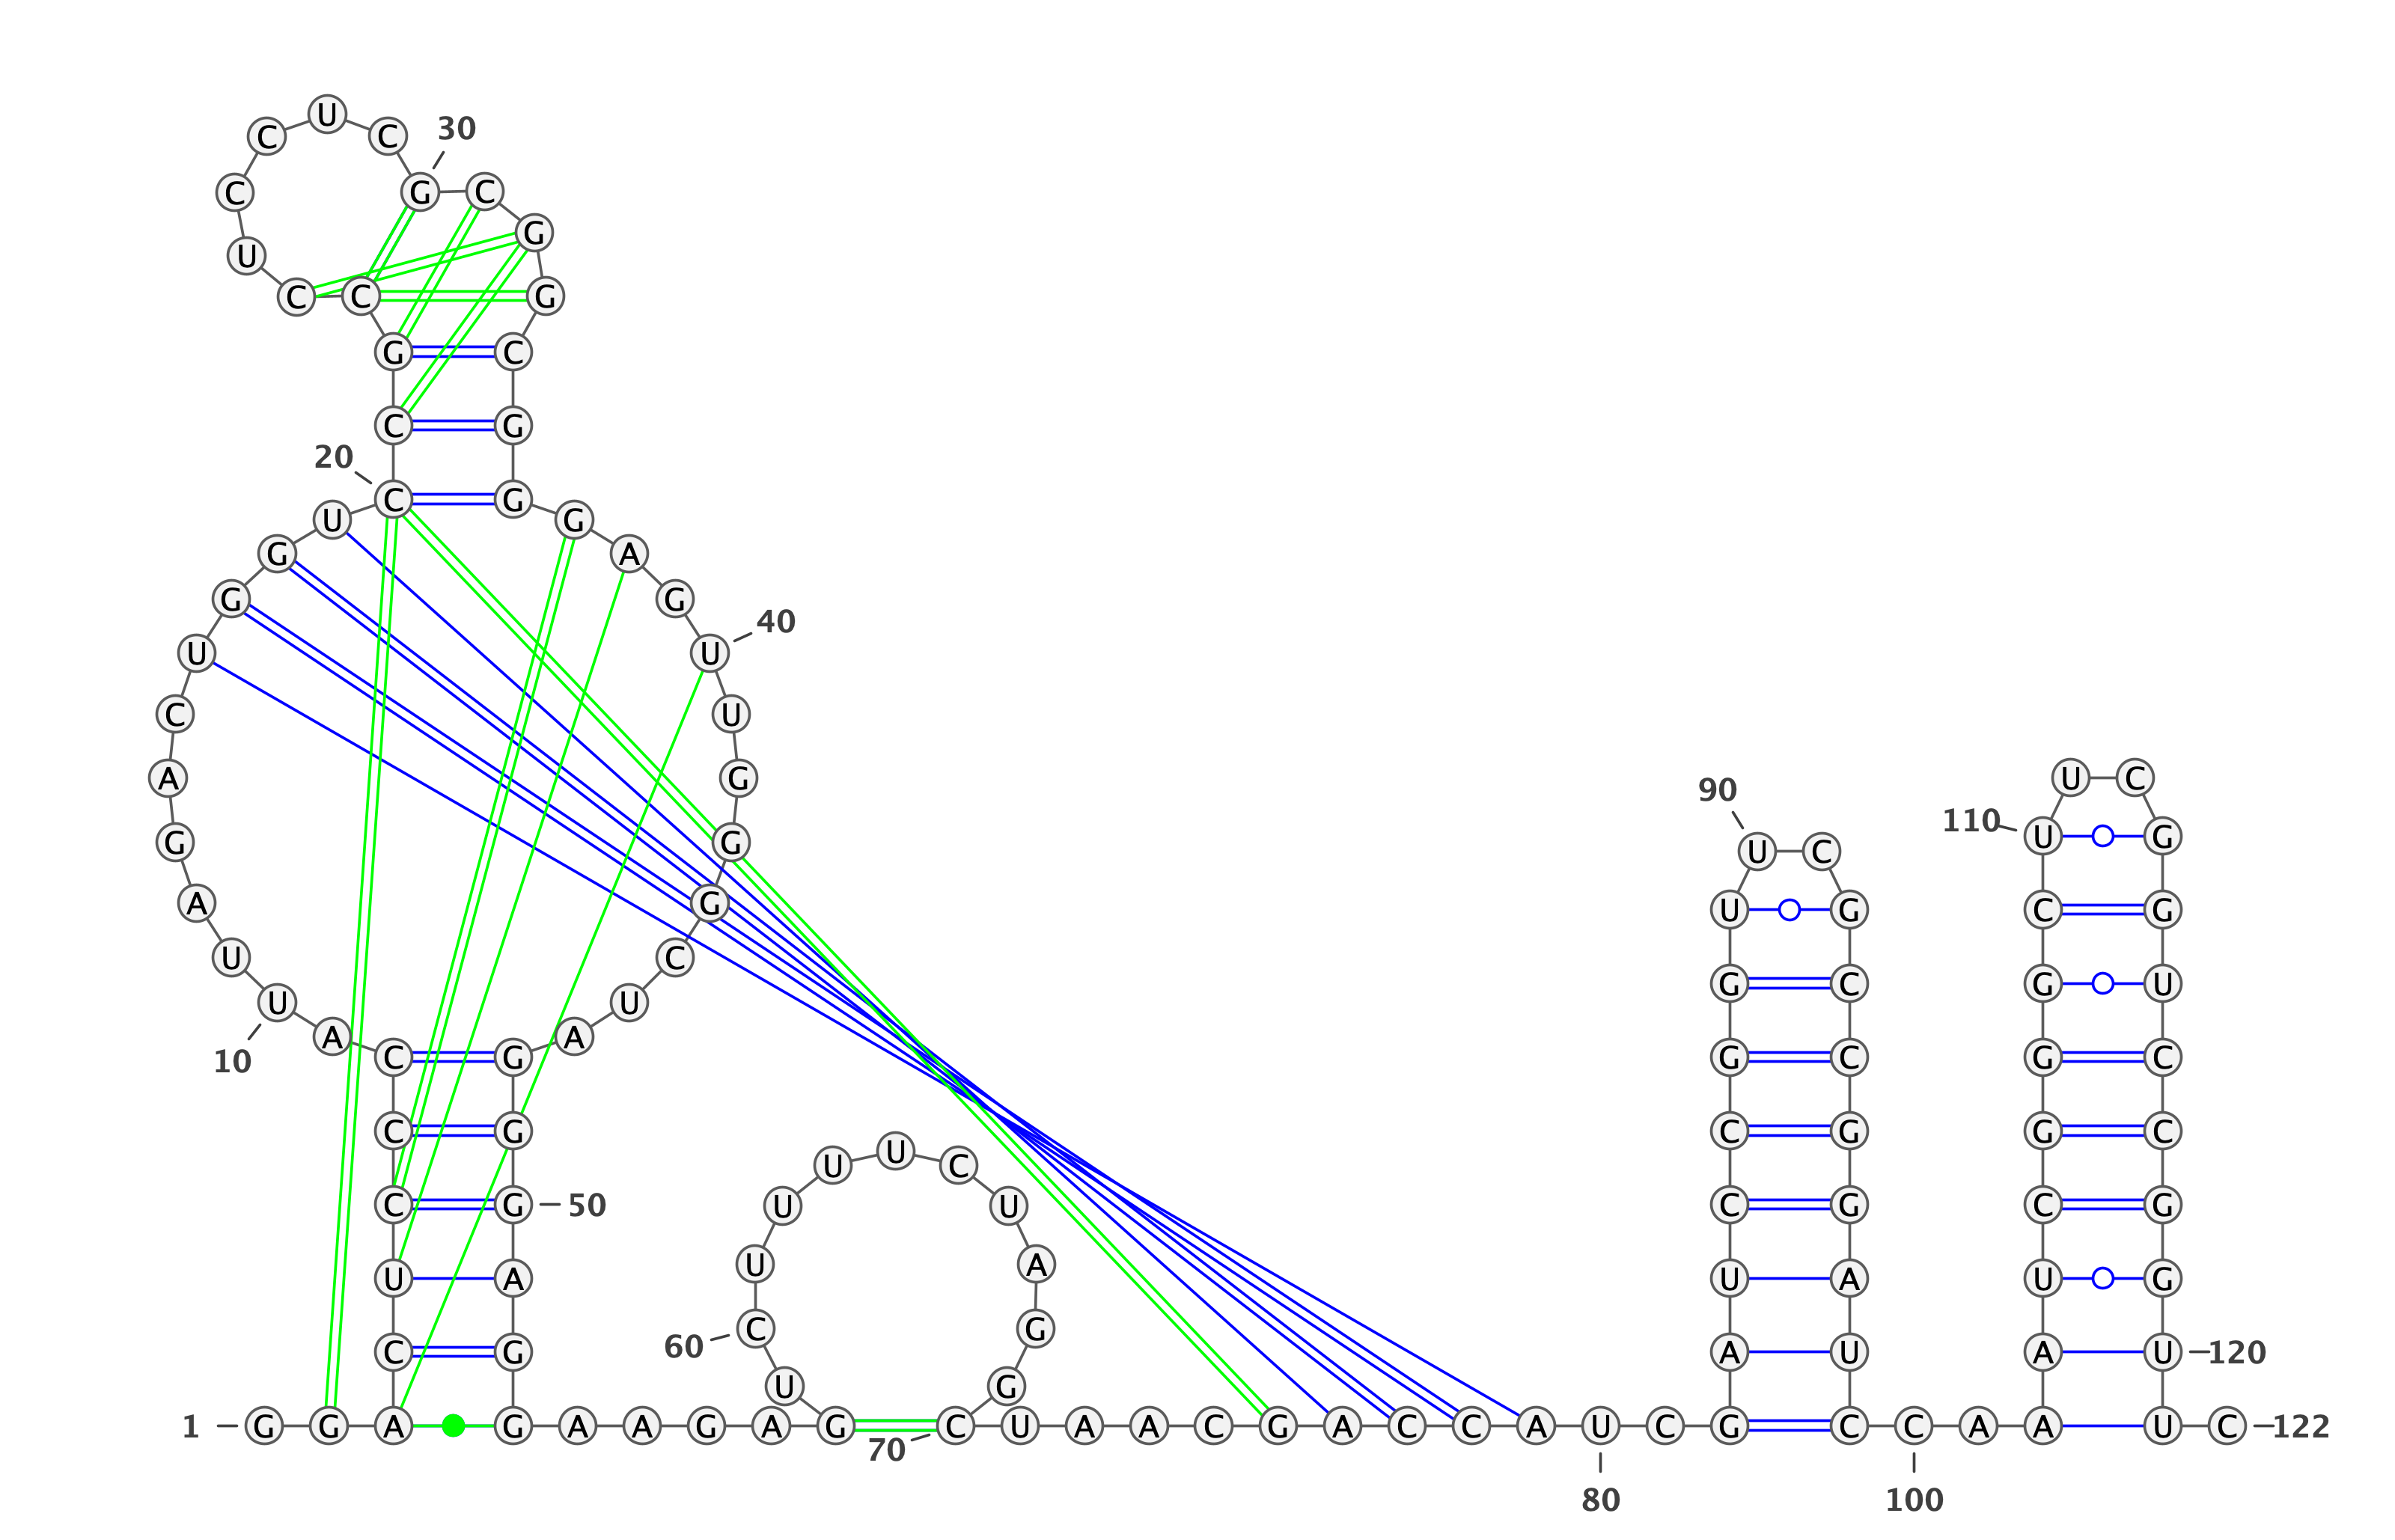 U
C C 30
C G C
G
U
C C G
G C
C G
20
C G
U G
G A
G G
40
U U
C U
A G U C
90
110 U G
G G U C
A G U G C G
U C
G C G U
U U
A A
C G G C G C
10
C G C G G C
U
U C
C G 50 U U C G C G
U A
U A U A U G
C G
60
C G A U A U 120
U G
1 G G A G A A G A G C U A A C G A C C A U C G C C A A U C 122
70
80 100